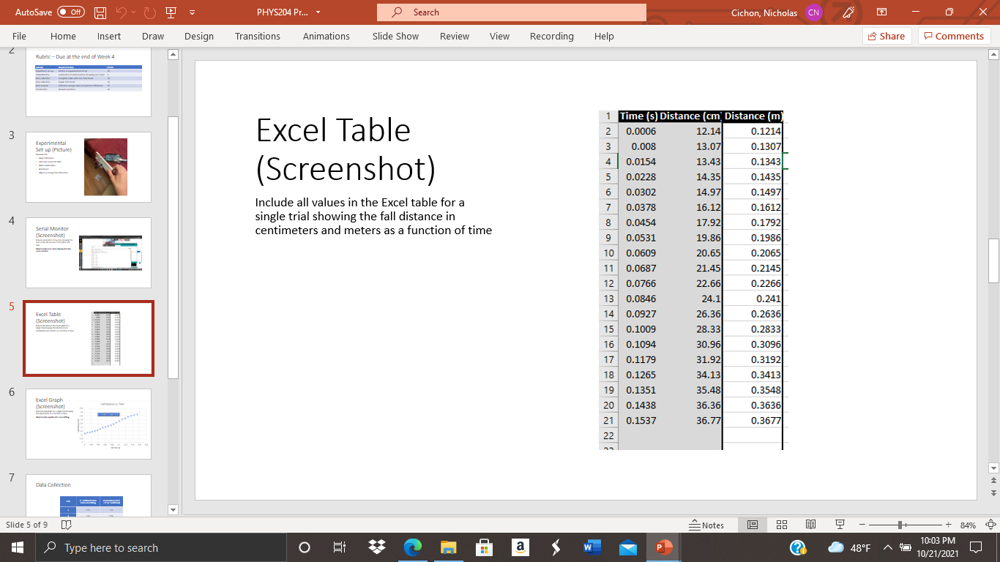 AutoSave Off
PHYS204 Pr...
Search
Cichon, Nicholas CN
File Home Insert Draw Design Transitions Animations Slide Show Review View Recording Help
Share Comments
2
Rubric – Due at the end of Week 4
3
Experimental
Set-up (Picture)
4
Serial Monitor
(Screenshot)
5
Excel Table
(Screenshot)
6
Excel Graph
(Screenshot)
7
Data Collection
Excel Table
(Screenshot)
Include all values in the Excel table for a
single trial showing the fall distance in
centimeters and meters as a function of time
1 Time (s) Distance (cm) Distance (m)
2 0.0006 12.14 0.1214
3 0.008 13.07 0.1307
4 0.0154 13.43 0.1343
5 0.0228 14.35 0.1435
6 0.0302 14.97 0.1497
7 0.0378 16.12 0.1612
8 0.0454 17.92 0.1792
9 0.0531 19.86 0.1986
10 0.0609 20.65 0.2065
11 0.0687 21.45 0.2145
12 0.0766 22.66 0.2266
13 0.0846 24.1 0.241
14 0.0927 26.36 0.2636
15 0.1009 28.33 0.2833
16 0.1094 30.96 0.3096
17 0.1179 31.92 0.3192
18 0.1265 34.13 0.3413
19 0.1351 35.48 0.3548
20 0.1438 36.36 0.3636
21 0.1537 36.77 0.3677
22
Slide 5 of 9
Notes
84%
Type here to search
48°F
10:03 PM
10/21/2021